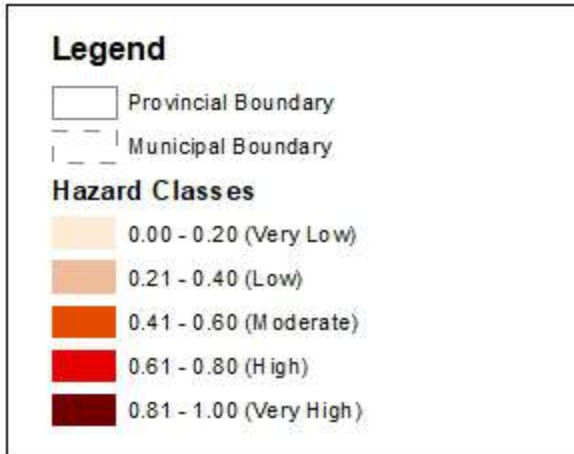 Legend
Provincial Boundary
Municipal Boundary
Hazard Classes
0.00 - 0.20 (Very Low)
0.21 - 0.40 (Low)
0.41 - 0.60 (Moderate)
0.61 - 0.80 (High)
0.81 - 1.00 (Very High)